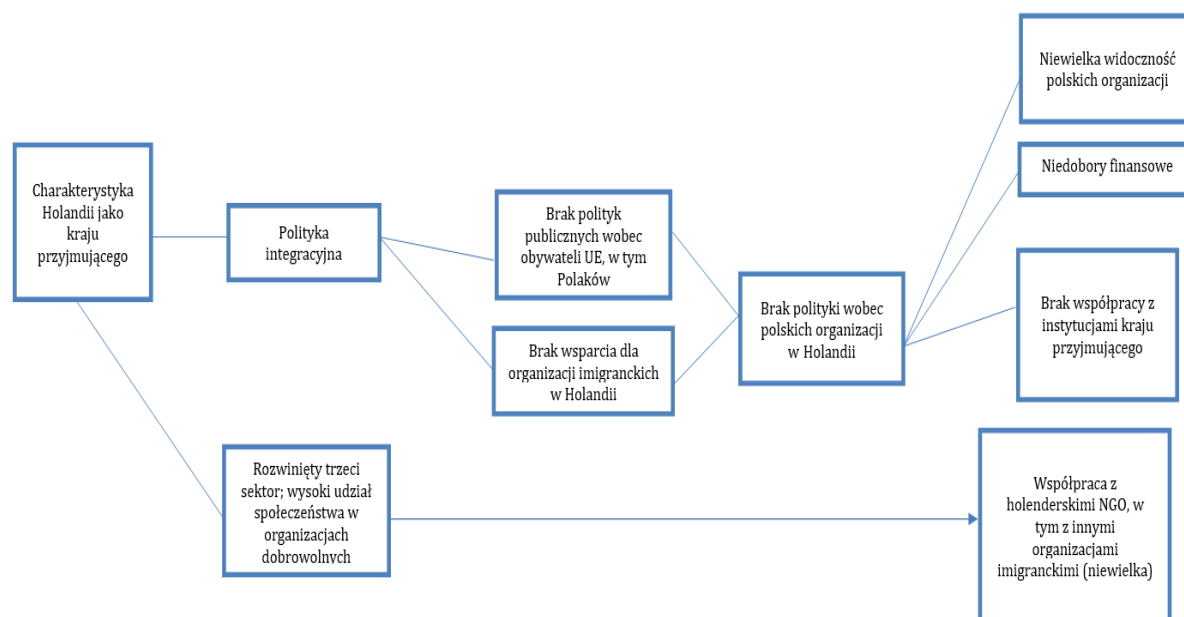 Charakterystyka
Holandii jako
kraju
przyjmującego
Polityka
integracyjna
Brak polityk
publicznych wobec
obywateli UE, w tym
Polaków
Brak wsparcia dla
organizacji imigranckich
w Holandii
Brak polityki wobec
polskich organizacji
w Holandii
Niewielka widoczność
polskich organizacji
Niedobory finansowe
Brak współpracy z
instytucjami kraju
przyjmującego
Rozwinięty trzeci
sektor; wysoki udział
społeczeństwa w
organizacjach
dobrowolnych
Współpraca z
holenderskimi NGO, w
tym z innymi
organizacjami
imigranckimi (niewielka)